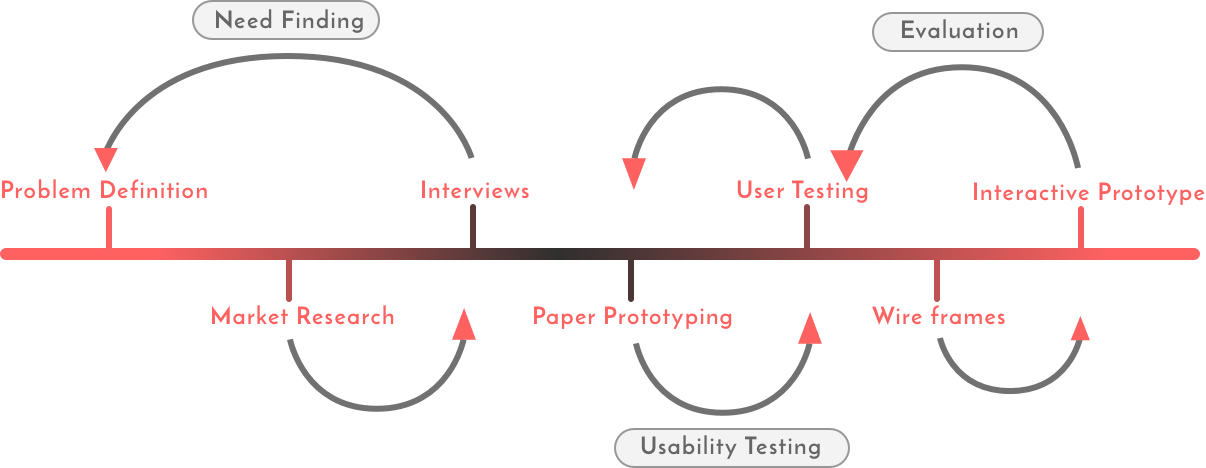 Need Finding
Evaluation
Problem Definition
Interviews
User Testing
Interactive Prototype
Market Research
Paper Prototyping
Wire frames
Usability Testing